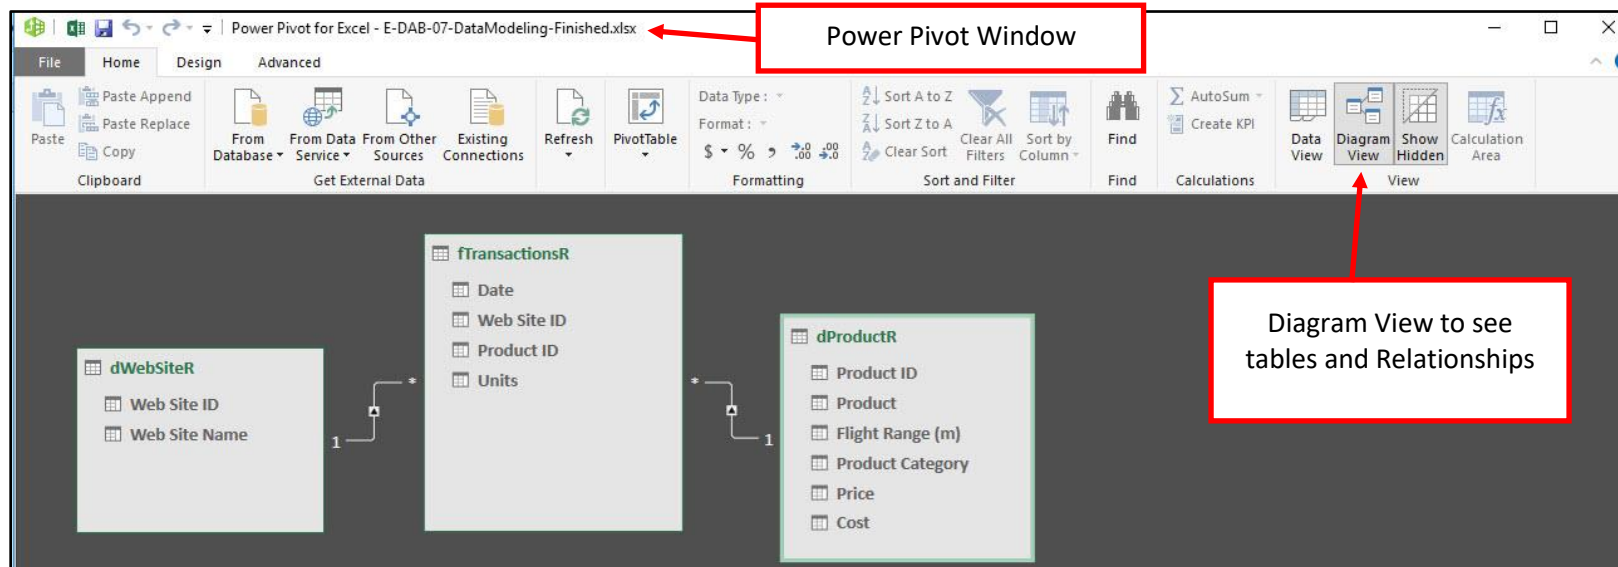 Power Pivot for Excel - E-DAB-07-DataModeling-Finished.xlsx
Power Pivot Window
File Home Design Advanced
Paste
Paste Append
Paste Replace
Copy
Clipboard
From Database
From Data Service
From Other Sources
Existing Connections
Get External Data
Refresh
PivotTable
Data Type :
Format :
$ % , .0 .00 .00 .0
Formatting
Sort A to Z
Sort Z to A
Clear Sort
Clear All Filters
Sort by Column
Sort and Filter
Find
Find
AutoSum
Create KPI
Calculations
Data View
Diagram View
Show Hidden
Calculation Area
View
dWebSiteR
Web Site ID
Web Site Name
1
*
fTransactionsR
Date
Web Site ID
Product ID
Units
*
1
dProductR
Product ID
Product
Flight Range (m)
Product Category
Price
Cost
Diagram View to see
tables and Relationships